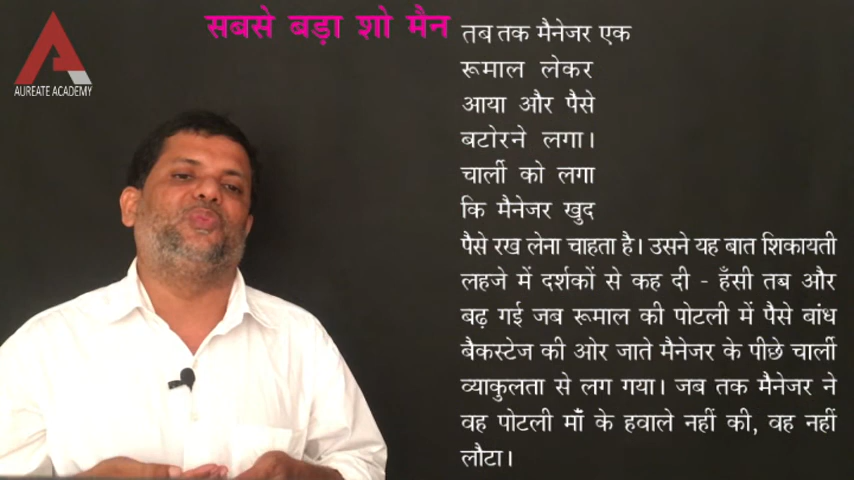 सबसे बड़ा शो मैन
AUREATE ACADEMY
तब तक मैनेजर एक
रूमाल लेकर
आया और पैसे
बटोरने लगा।
चार्ली को लगा
कि मैनेजर खुद
पैसे रख लेना चाहता है। उसने यह बात शिकायती
लहजे में दर्शकों से कह दी - हँसी तब और
बढ़ गई जब रूमाल की पोटली में पैसे बांध
बैकस्टेज की ओर जाते मैनेजर के पीछे चार्ली
व्याकुलता से लग गया। जब तक मैनेजर ने
वह पोटली माँ के हवाले नहीं की, वह नहीं
लौटा।